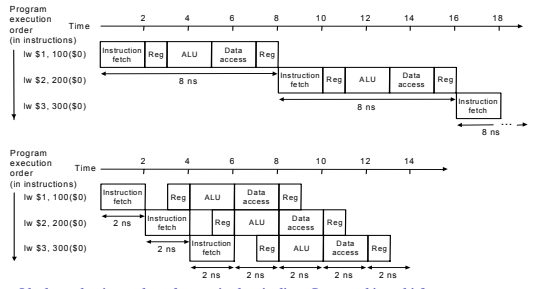 Program
execution
order
(in instructions)
Time
2 4 6 8 10 12 14 16 18
lw $1, 100($0)
Instruction
fetch
Reg
ALU
Data
access
Reg
8 ns
lw $2, 200($0)
Instruction
fetch
Reg
ALU
Data
access
Reg
8 ns
lw $3, 300($0)
Instruction
fetch
...
8 ns
Program
execution
order
(in instructions)
Time
2 4 6 8 10 12 14
lw $1, 100($0)
Instruction
fetch
Reg
ALU
Data
access
Reg
lw $2, 200($0)
2 ns
Instruction
fetch
Reg
ALU
Data
access
Reg
lw $3, 300($0)
2 ns
Instruction
fetch
Reg
ALU
Data
access
Reg
2 ns 2 ns 2 ns 2 ns 2 ns